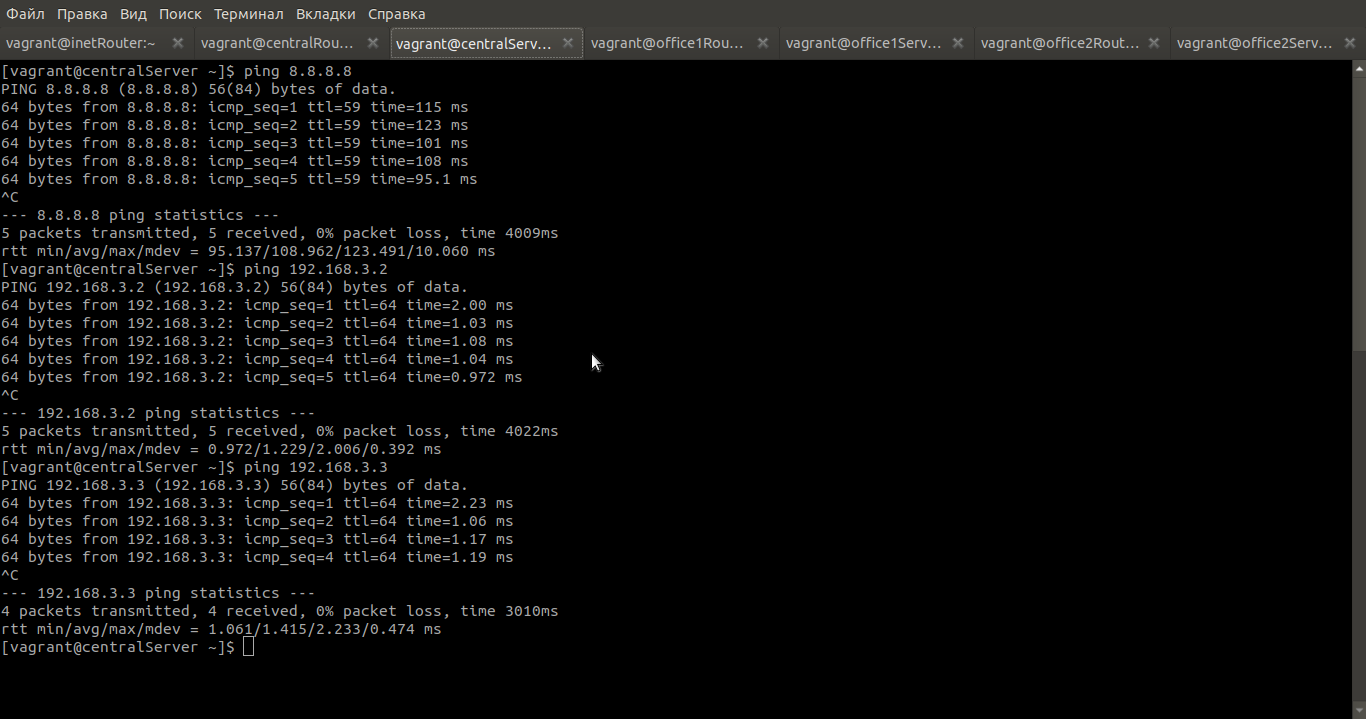 Файл Правка Вид Поиск Терминал Вкладки Справка
vagrant@inetRouter:~ vagrant@centralRou... vagrant@centralServ... vagrant@office1Rou... vagrant@office1Serv... vagrant@office2Rout... vagrant@office2Serv...
[vagrant@centralServer ~]$ ping 8.8.8.8
PING 8.8.8.8 (8.8.8.8) 56(84) bytes of data.
64 bytes from 8.8.8.8: icmp_seq=1 ttl=59 time=115 ms
64 bytes from 8.8.8.8: icmp_seq=2 ttl=59 time=123 ms
64 bytes from 8.8.8.8: icmp_seq=3 ttl=59 time=101 ms
64 bytes from 8.8.8.8: icmp_seq=4 ttl=59 time=108 ms
64 bytes from 8.8.8.8: icmp_seq=5 ttl=59 time=95.1 ms
^C
--- 8.8.8.8 ping statistics ---
5 packets transmitted, 5 received, 0% packet loss, time 4009ms
rtt min/avg/max/mdev = 95.137/108.962/123.491/10.060 ms
[vagrant@centralServer ~]$ ping 192.168.3.2
PING 192.168.3.2 (192.168.3.2) 56(84) bytes of data.
64 bytes from 192.168.3.2: icmp_seq=1 ttl=64 time=2.00 ms
64 bytes from 192.168.3.2: icmp_seq=2 ttl=64 time=1.03 ms
64 bytes from 192.168.3.2: icmp_seq=3 ttl=64 time=1.08 ms
64 bytes from 192.168.3.2: icmp_seq=4 ttl=64 time=1.04 ms
64 bytes from 192.168.3.2: icmp_seq=5 ttl=64 time=0.972 ms
^C
--- 192.168.3.2 ping statistics ---
5 packets transmitted, 5 received, 0% packet loss, time 4022ms
rtt min/avg/max/mdev = 0.972/1.229/2.006/0.392 ms
[vagrant@centralServer ~]$ ping 192.168.3.3
PING 192.168.3.3 (192.168.3.3) 56(84) bytes of data.
64 bytes from 192.168.3.3: icmp_seq=1 ttl=64 time=2.23 ms
64 bytes from 192.168.3.3: icmp_seq=2 ttl=64 time=1.06 ms
64 bytes from 192.168.3.3: icmp_seq=3 ttl=64 time=1.17 ms
64 bytes from 192.168.3.3: icmp_seq=4 ttl=64 time=1.19 ms
^C
--- 192.168.3.3 ping statistics ---
4 packets transmitted, 4 received, 0% packet loss, time 3010ms
rtt min/avg/max/mdev = 1.061/1.415/2.233/0.474 ms
[vagrant@centralServer ~]$